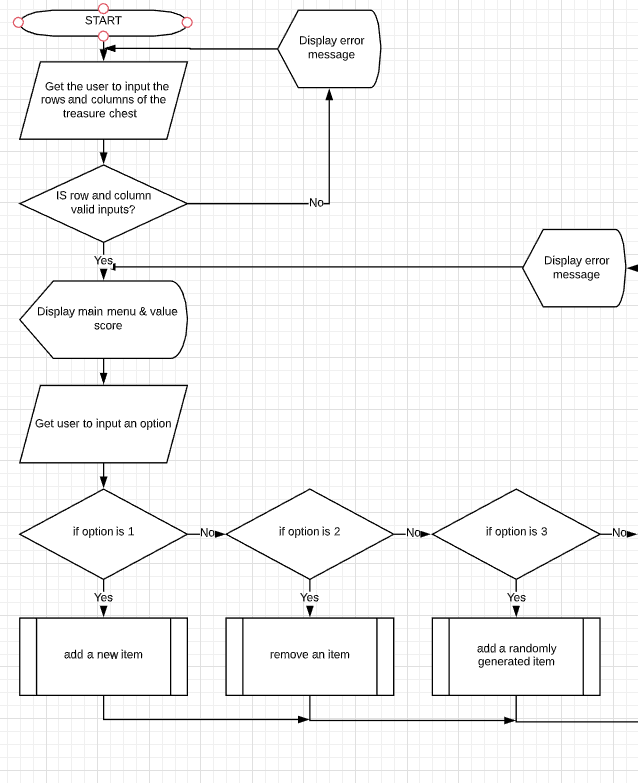 START
Display error
message
Get the user to input the
rows and columns of the
treasure chest
IS row and column
valid inputs?
No
Yes
Display error
message
Display main menu & value
score
Get user to input an option
if option is 1
No
if option is 2
No
if option is 3
No
Yes
Yes
Yes
add a new item
remove an item
add a randomly
generated item